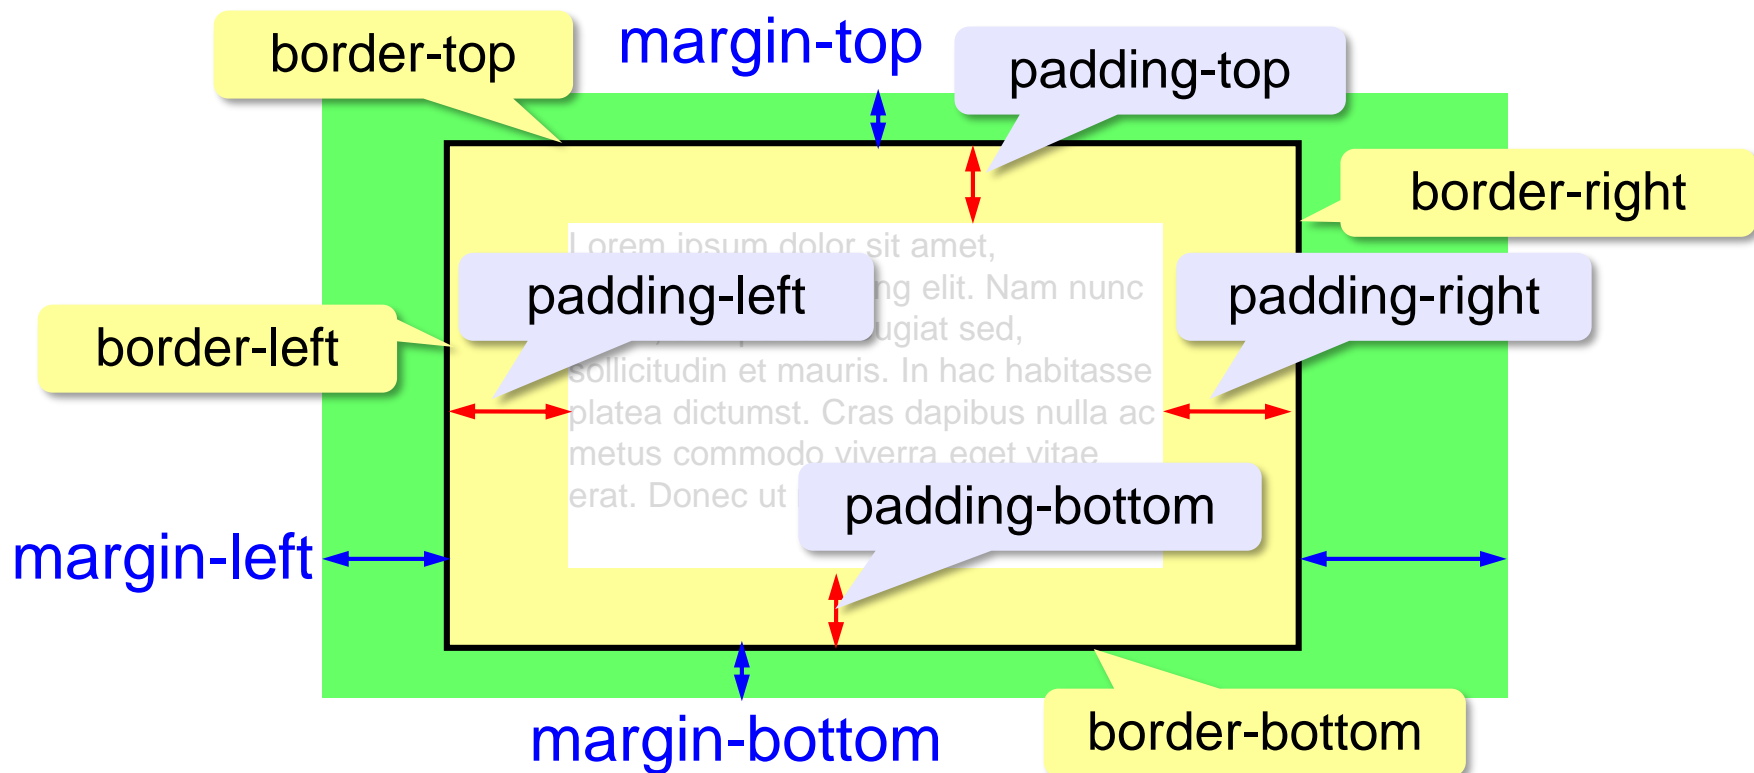 border-top
margin-top
padding-top
border-right
Lorem ipsum dolor sit amet,
ng elit. Nam nunc
padding-left
padding-right
ugiat sed,
border-left
sollicitudin et mauris. In hac habitasse
platea dictumst. Cras dapibus nulla ac
metus commodo viverra eget vitae
erat. Donec ut
padding-bottom
margin-left
margin-bottom
border-bottom